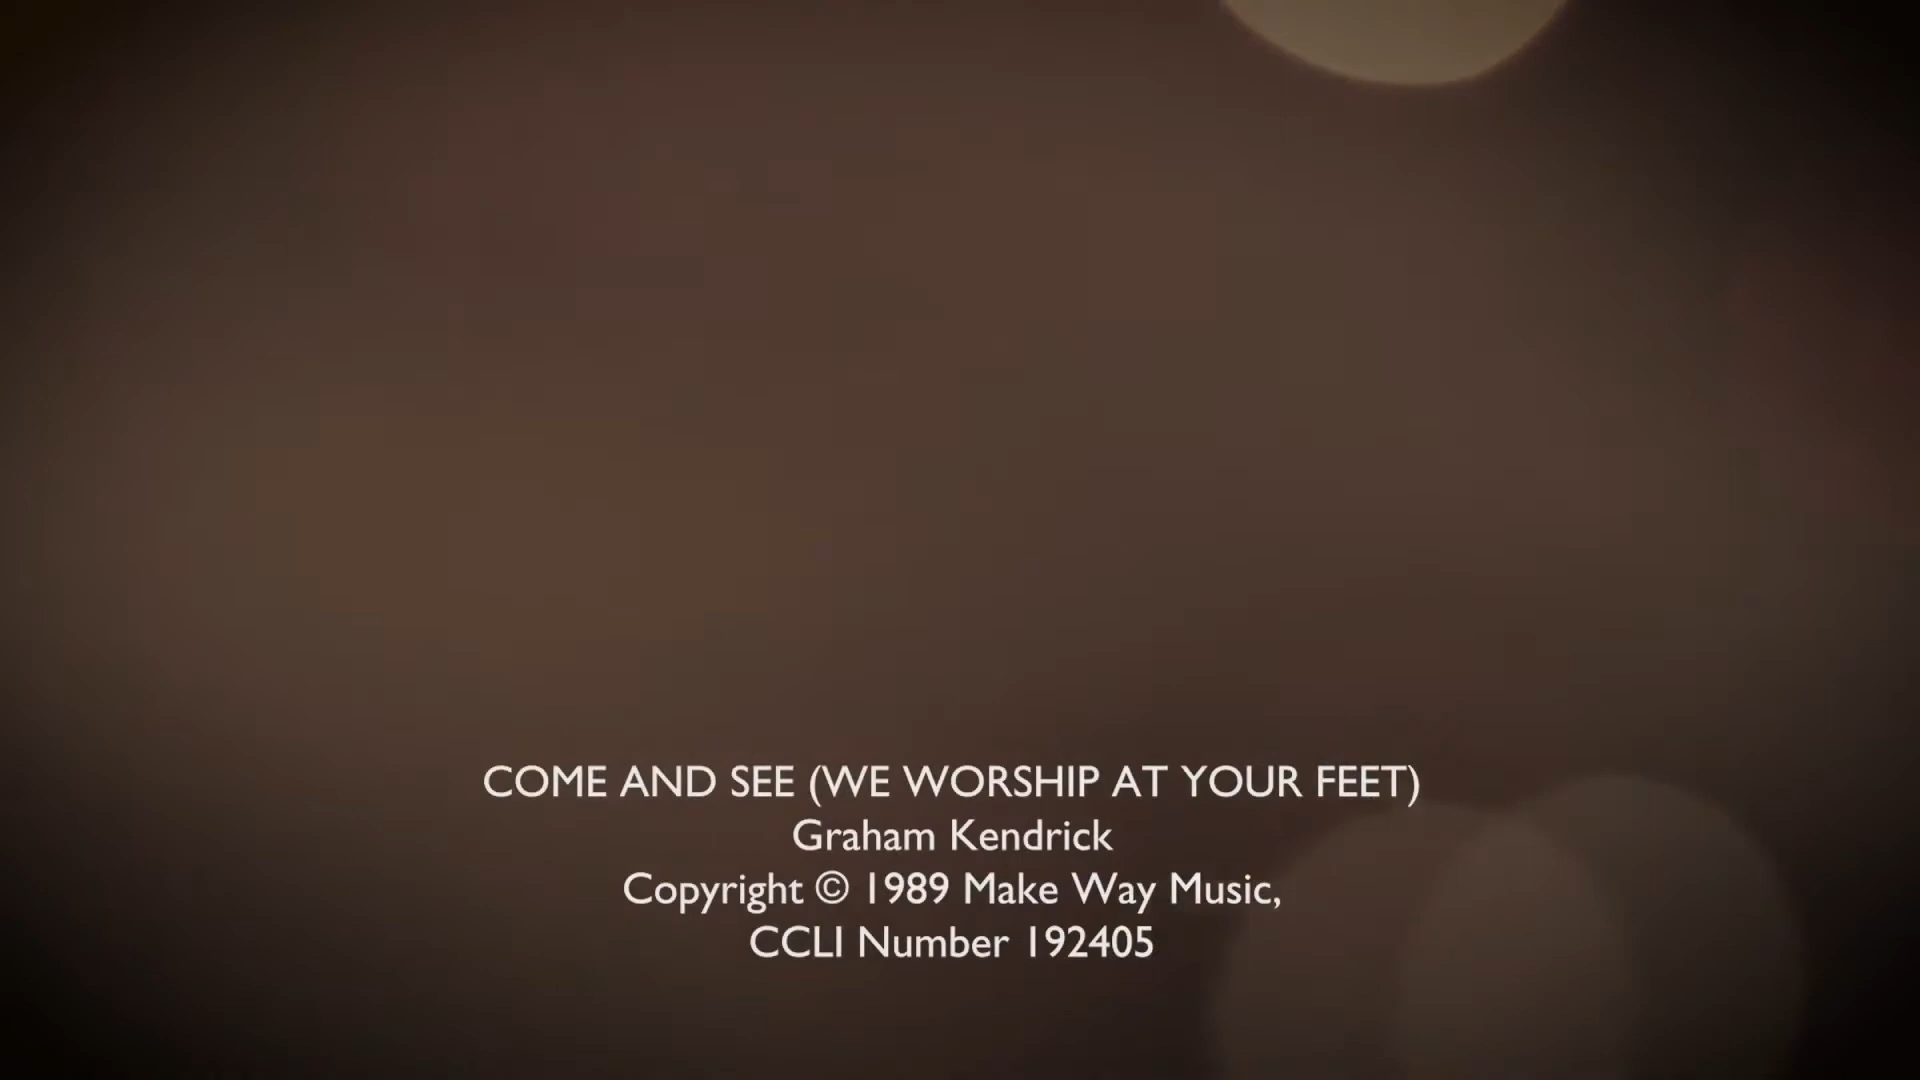 COME AND SEE (WE WORSHIP AT YOUR FEET)
Graham Kendrick
Copyright © 1989 Make Way Music,
CCLI Number 192405